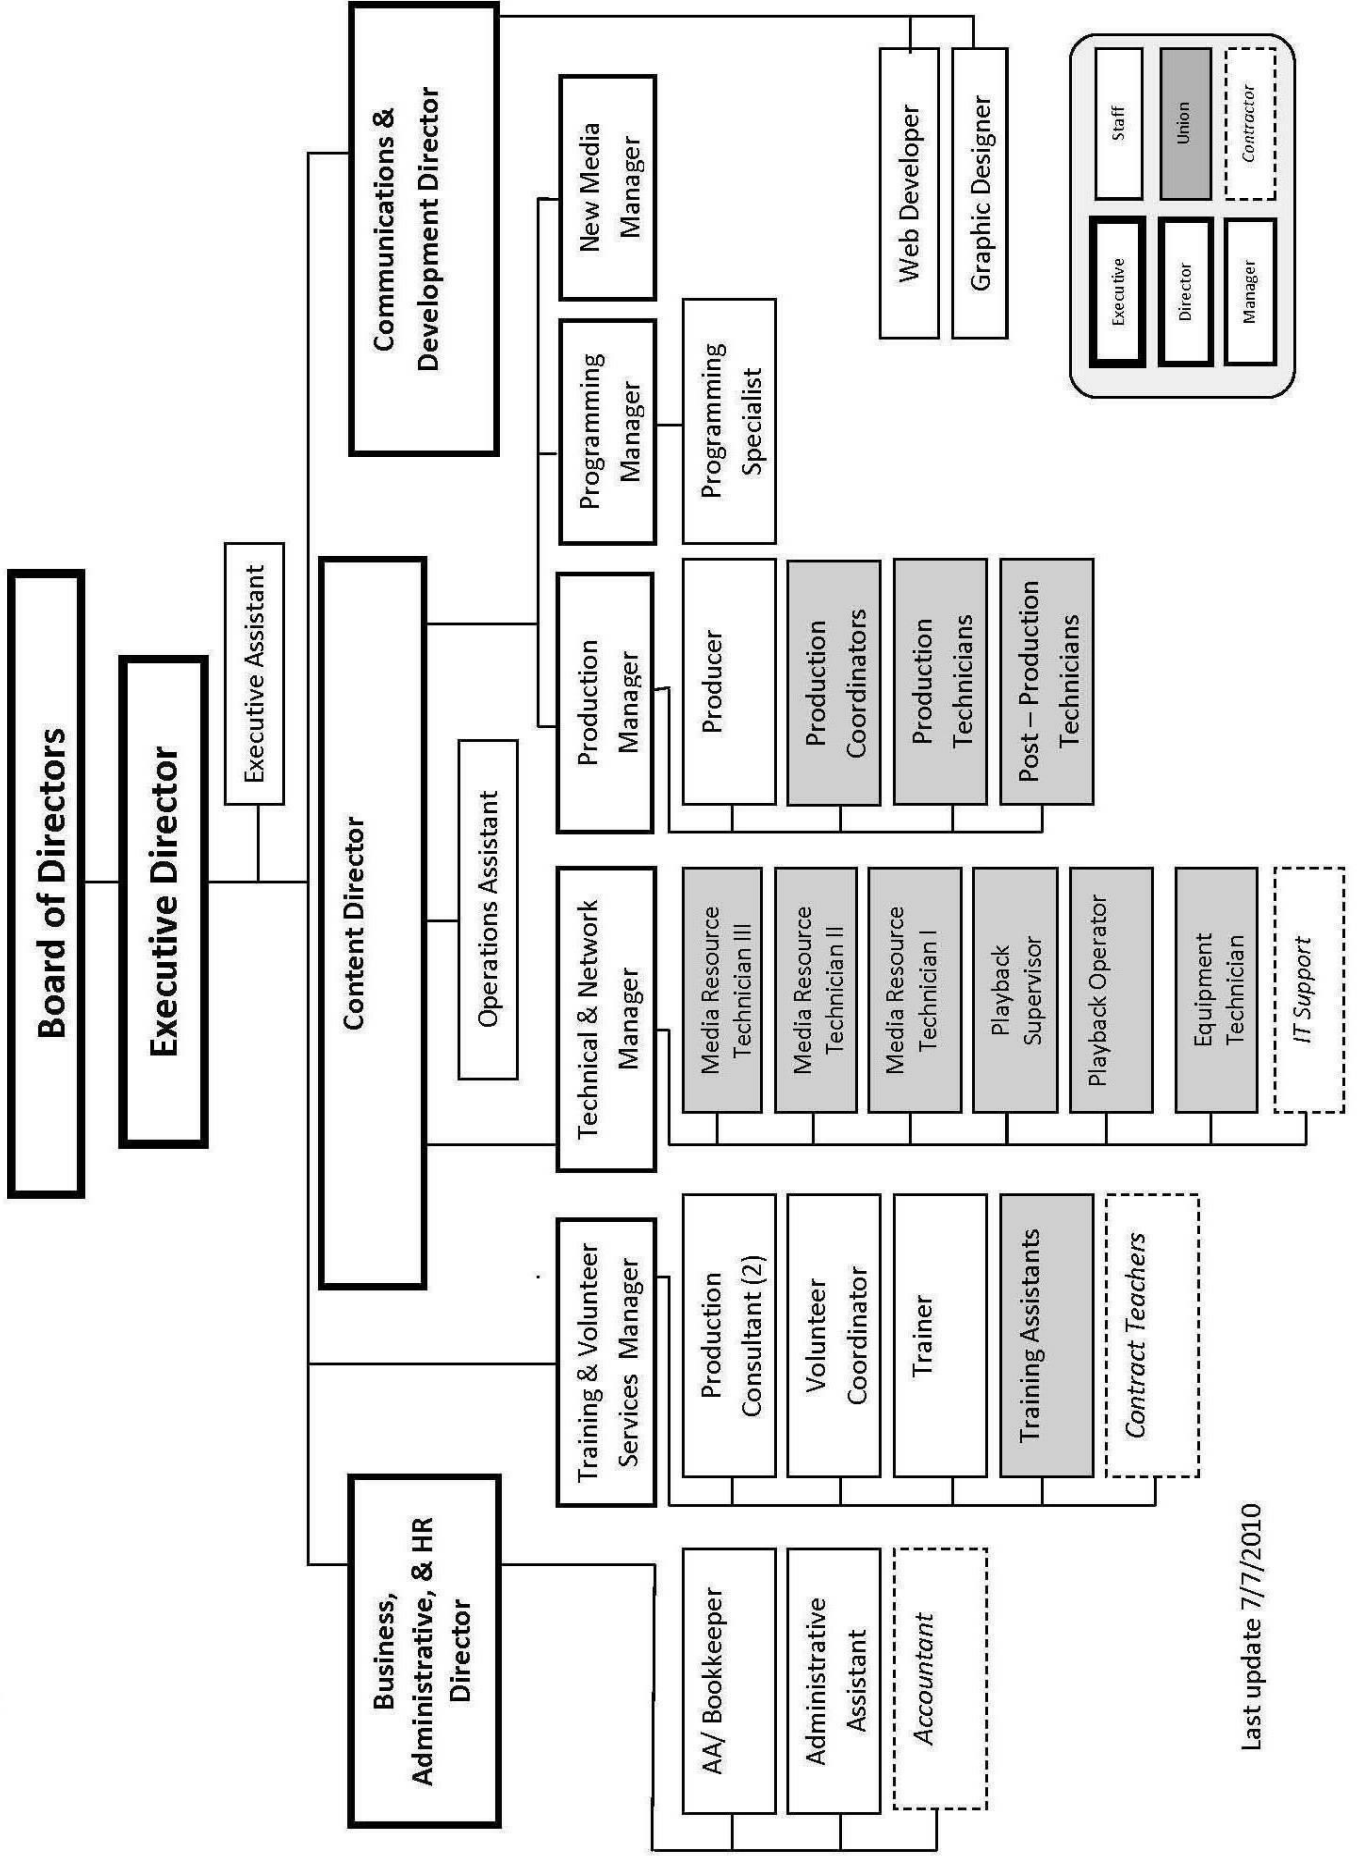 Board of Directors
Executive Director
Executive Assistant
Business,
Administrative, & HR
Director
Content Director
Communications &
Development Director
Operations Assistant
Training & Volunteer
Services Manager
Technical & Network
Manager
Production
Manager
Programming
Manager
New Media
Manager
AA/ Bookkeeper
Administrative
Assistant
Accountant
Production
Consultant (2)
Volunteer
Coordinator
Trainer
Training Assistants
Contract Teachers
Media Resource
Technician III
Media Resource
Technician II
Media Resource
Technician I
Playback
Supervisor
Playback Operator
Equipment
Technician
IT Support
Producer
Production
Coordinators
Production
Technicians
Post – Production
Technicians
Programming
Specialist
Web Developer
Graphic Designer
Executive
Staff
Director
Union
Manager
Contractor
Last update 7/7/2010